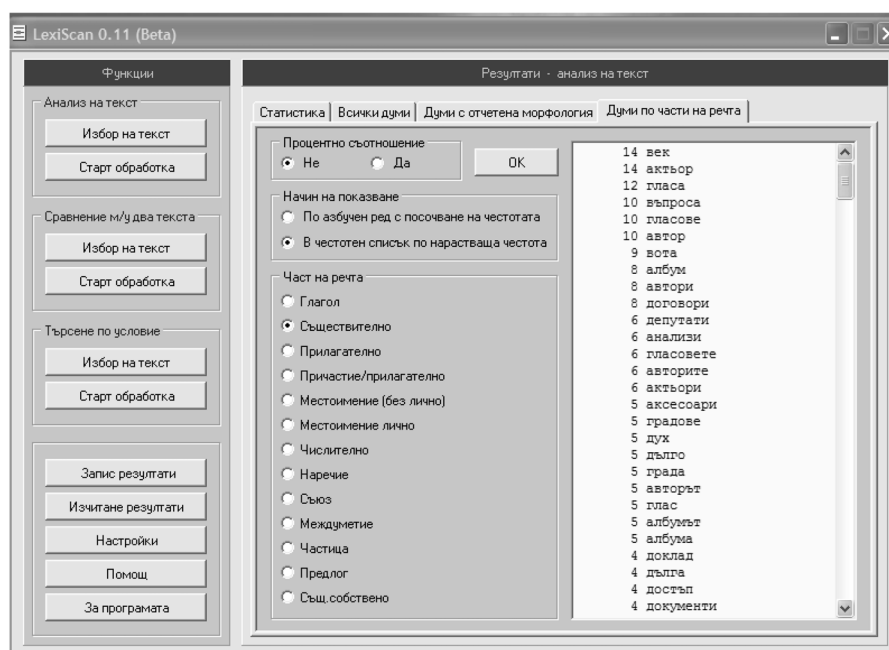 LexiScan 0.11 (Beta)
Функции
Анализ на текст
Избор на текст
Старт обработка
Сравнение м/у два текста
Избор на текст
Старт обработка
Търсене по условие
Избор на текст
Старт обработка
Запис резултати
Изчитане резултати
Настройки
Помощ
За програмата
Резултати - анализ на текст
Статистика
Всички думи
Думи с отчетена морфология
Думи по части на речта
Процентно съотношение
Не
Да
OK
Начин на показване
По азбучен ред с посочване на честотата
В честотен списък по нарастваща честота
Част на речта
Глагол
Съществително
Прилагателно
Причастие/прилагателно
Местоимение (без лично)
Местоимение лично
Числително
Наречие
Съюз
Междуметие
Частица
Предлог
Същ.собствено
14 век
14 актьор
12 гласа
10 въпроса
10 гласове
10 автор
9 вота
8 албум
8 автори
8 договори
6 депутати
6 анализи
6 гласовете
6 авторите
6 актьори
5 аксесоари
5 градове
5 дух
5 дълго
5 града
5 авторът
5 глас
5 албумът
5 албума
4 доклад
4 дълга
4 достъп
4 документи